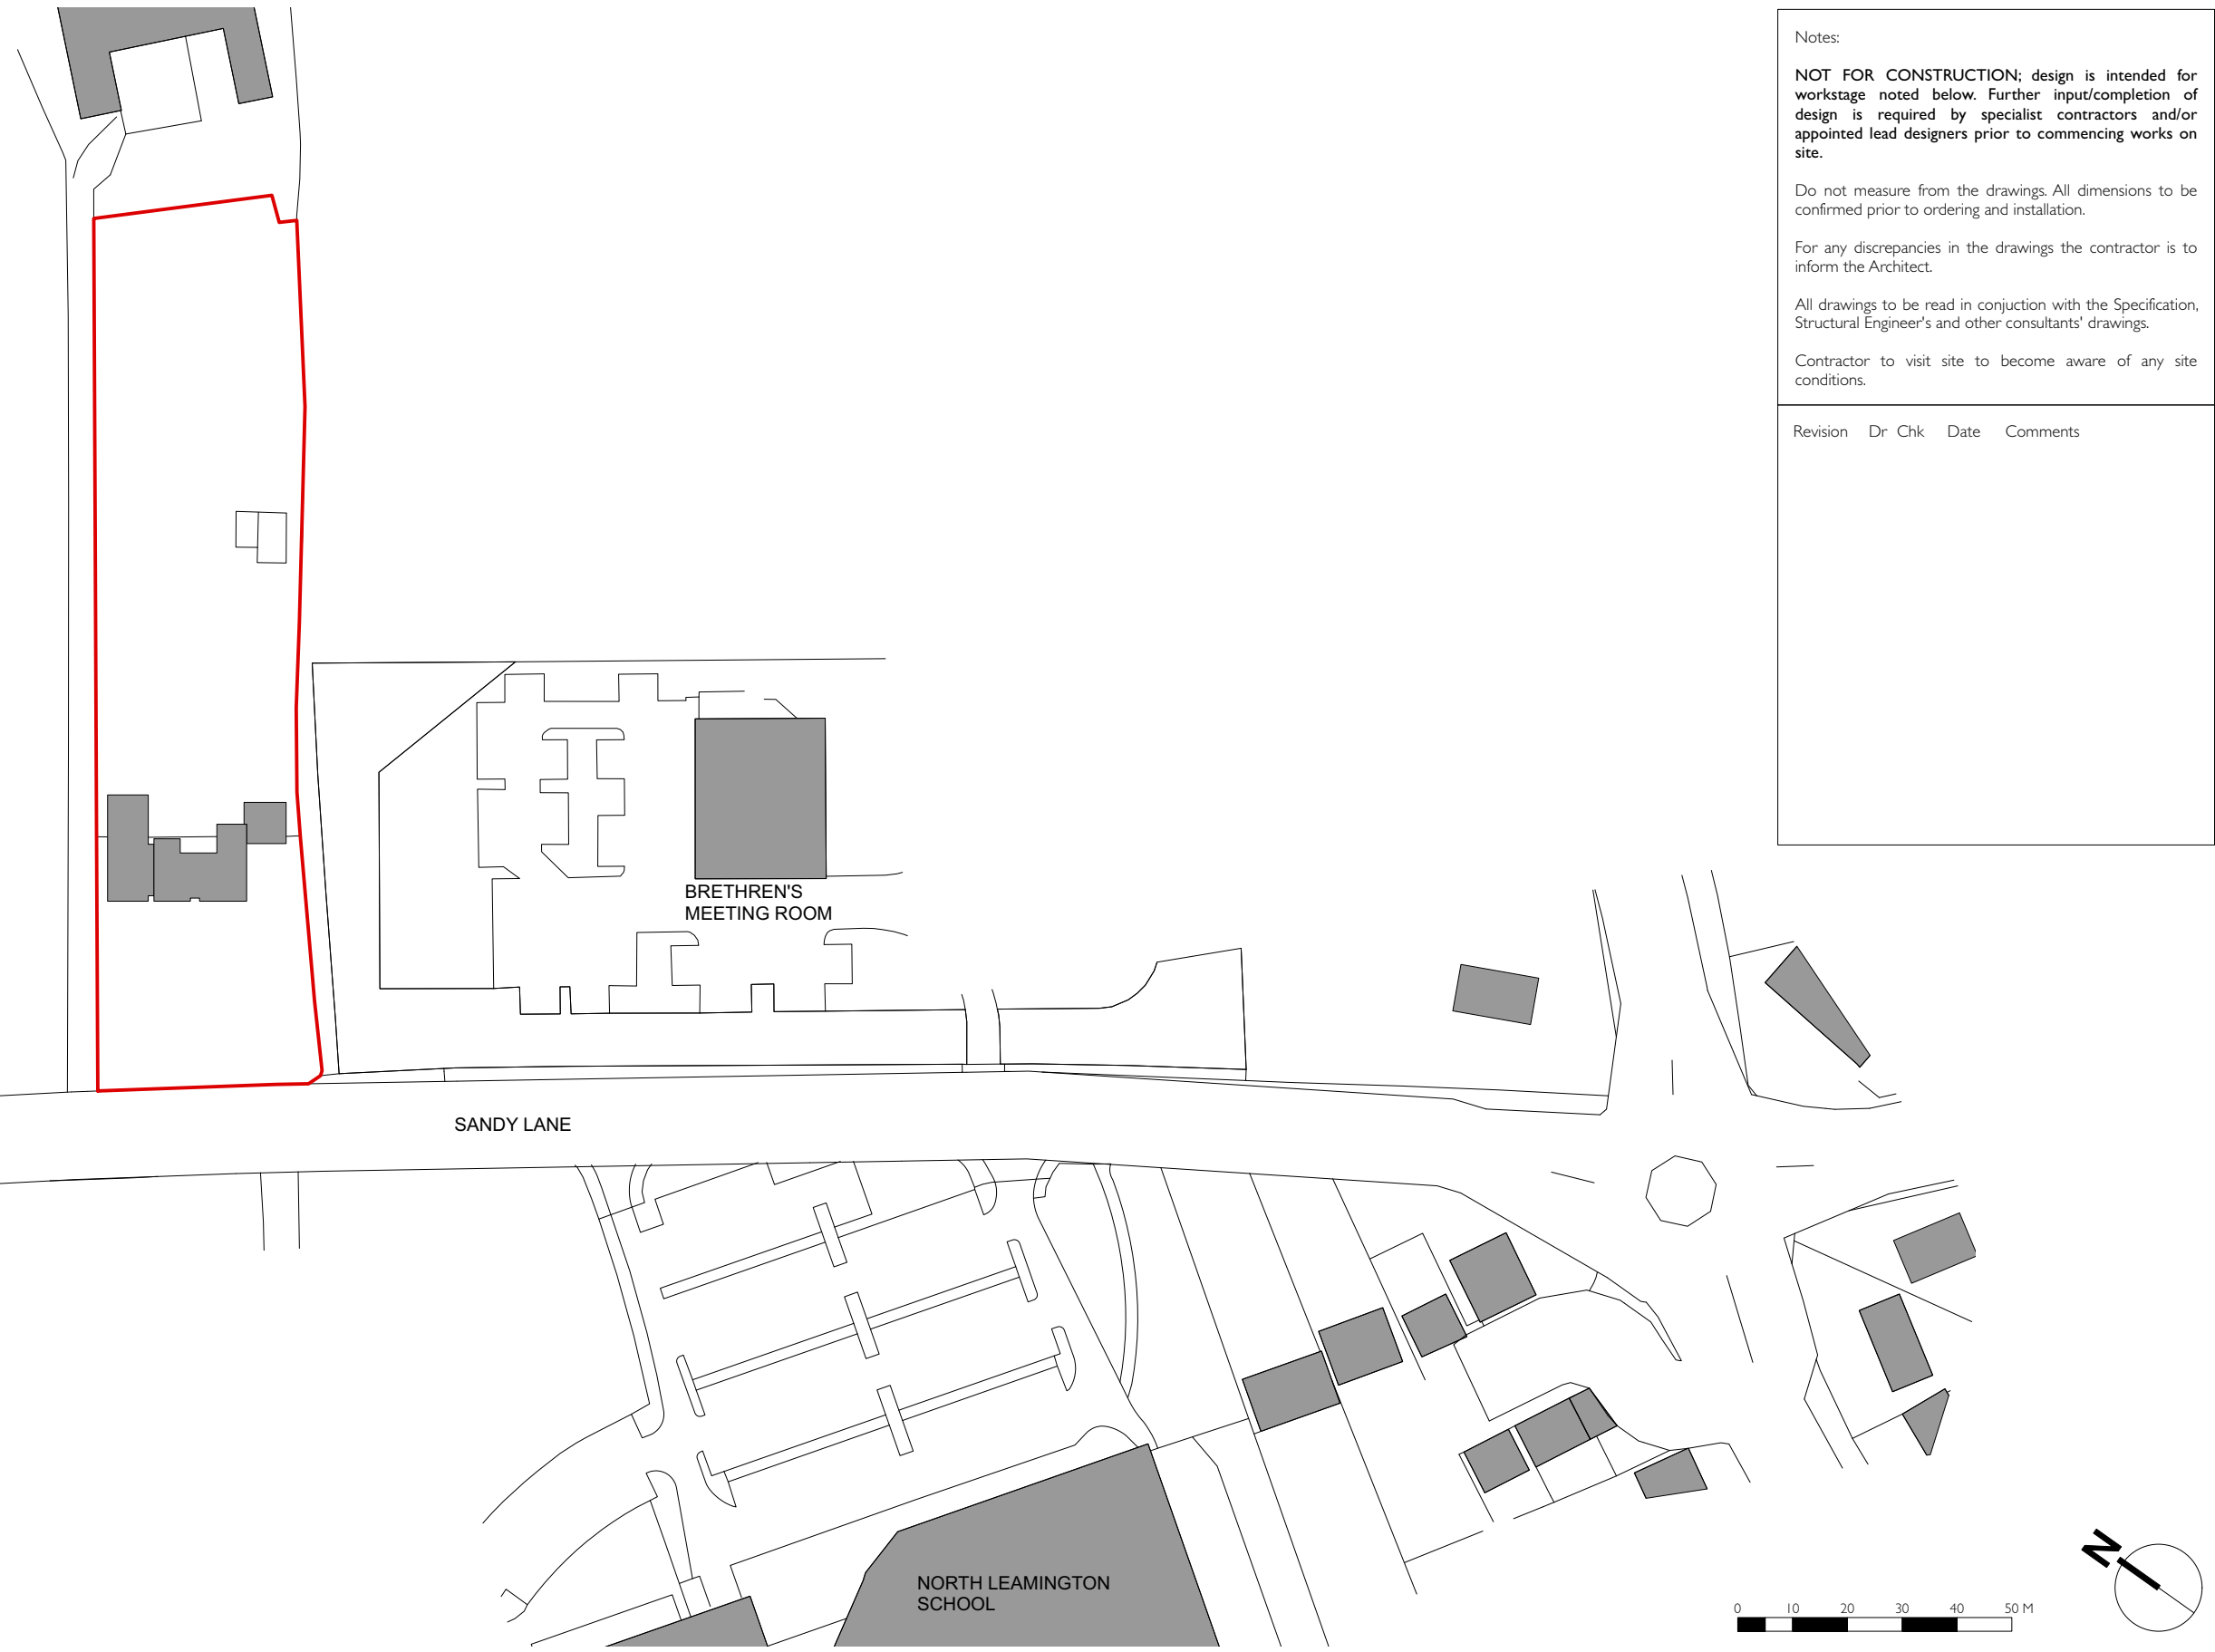 Notes:
NOT FOR CONSTRUCTION; design is intended for
workstage noted below. Further input/completion of
design is required by specialist contractors and/or
appointed lead designers prior to commencing works on
site.
Do not measure from the drawings. All dimensions to be
confirmed prior to ordering and installation.
For any discrepancies in the drawings the contractor is to
inform the Architect.
All drawings to be read in conjuction with the Specification,
Structural Engineer's and other consultants' drawings.
Contractor to visit site to become aware of any site
conditions.
Revision Dr Chk Date Comments
BRETHREN'S
MEETING ROOM
SANDY LANE
NORTH LEAMINGTON
SCHOOL
0 10 20 30 40 50 M
N